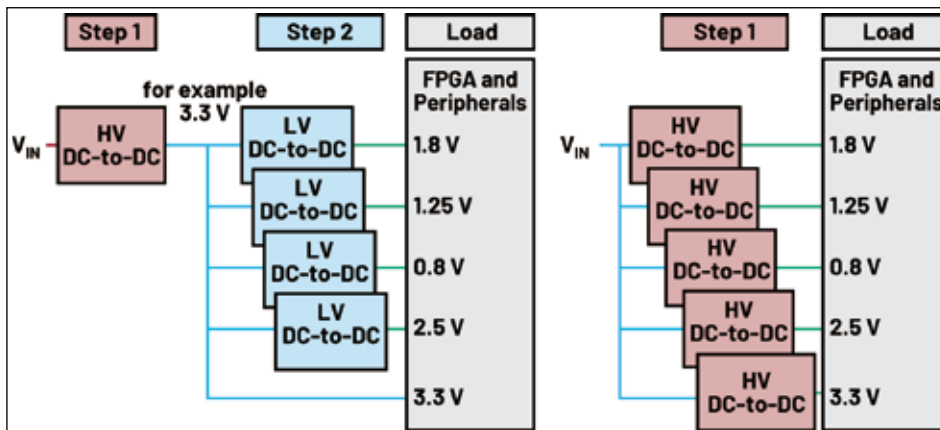 Step 1
Step 2
Load
for example
3.3 V
FPGA and
Peripherals
VIN
HV
DC-to-DC
LV
DC-to-DC
1.8 V
LV
DC-to-DC
1.25 V
LV
DC-to-DC
0.8 V
LV
DC-to-DC
2.5 V
3.3 V
Step 1
Load
FPGA and
Peripherals
VIN
HV
DC-to-DC
1.8 V
HV
DC-to-DC
1.25 V
HV
DC-to-DC
0.8 V
HV
DC-to-DC
2.5 V
HV
DC-to-DC
3.3 V